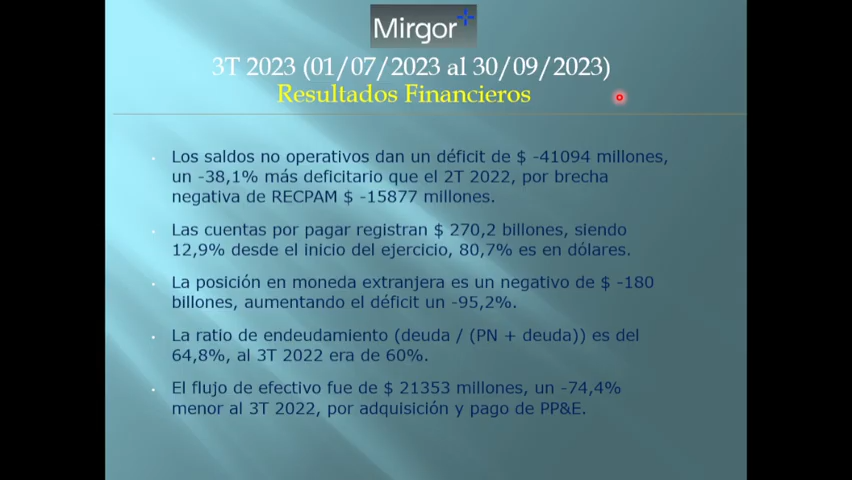 Mirgor
3T 2023 (01/07/2023 al 30/09/2023)
Resultados Financieros
Los saldos no operativos dan un déficit de $ -41094 millones,
un -38,1% más deficitario que el 2T 2022, por brecha
negativa de RECPAM $ -15877 millones.
Las cuentas por pagar registran $ 270,2 billones, siendo
12,9% desde el inicio del ejercicio, 80,7% es en dólares.
La posición en moneda extranjera es un negativo de $ -180
billones, aumentando el déficit un -95,2%.
La ratio de endeudamiento (deuda / (PN + deuda)) es del
64,8%, al 3T 2022 era de 60%.
El flujo de efectivo fue de $ 21353 millones, un -74,4%
menor al 3T 2022, por adquisición y pago de PP&E.